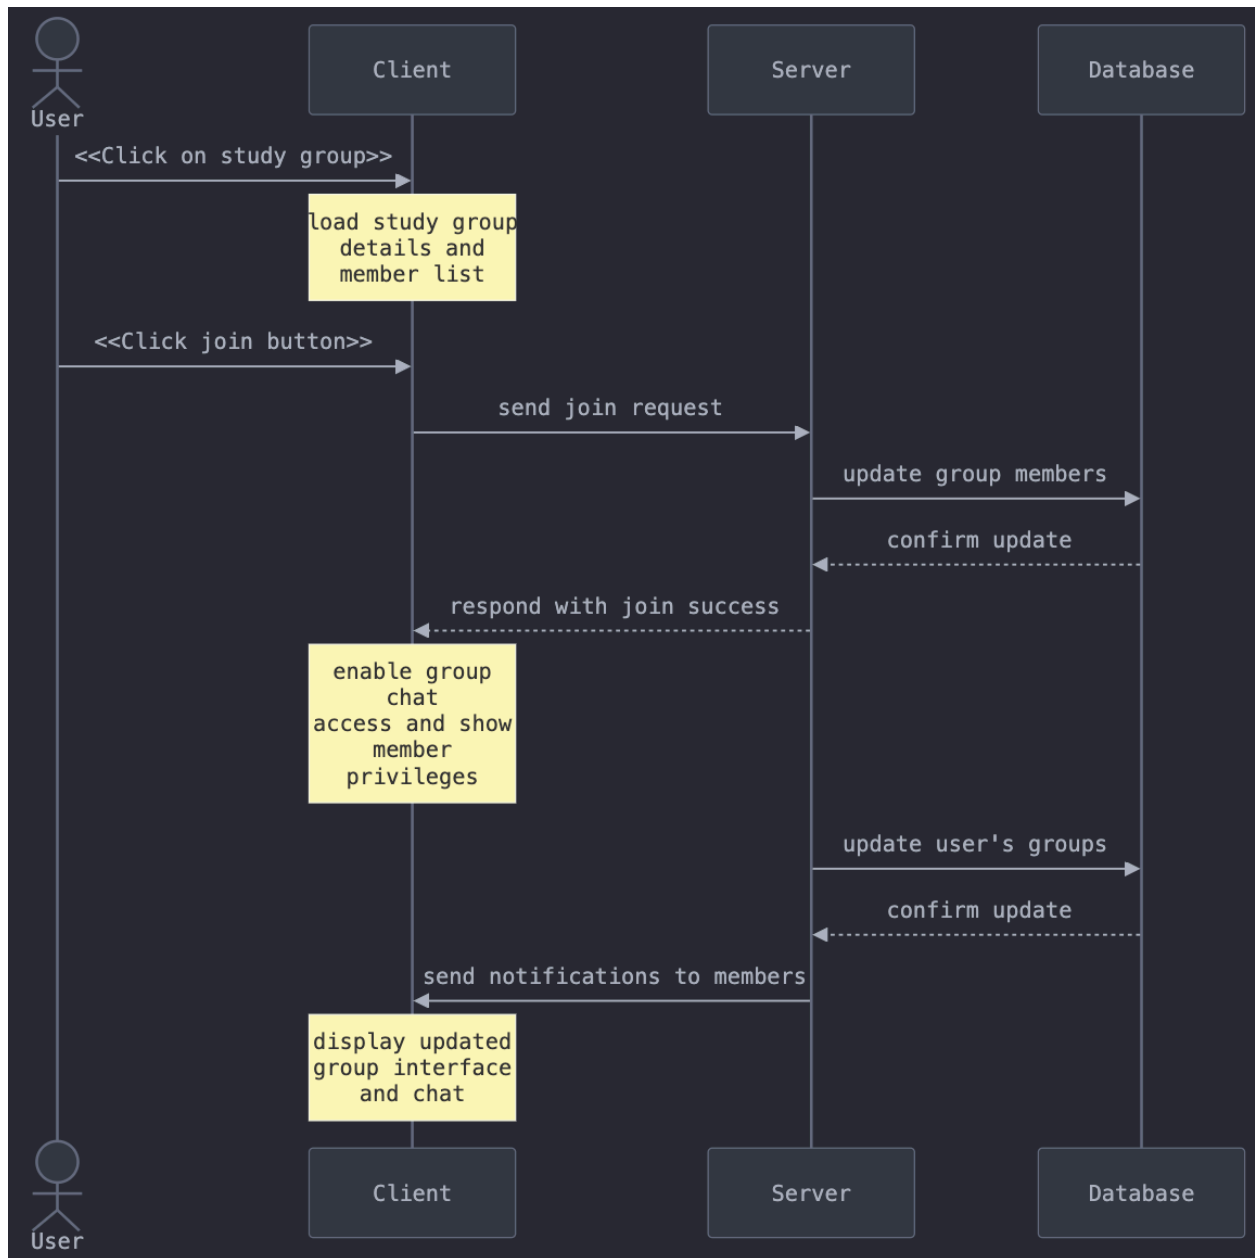 User
Client
Server
Database
<<Click on study group>>
load study group
details and
member list
<<Click join button>>
send join request
update group members
confirm update
respond with join success
enable group
chat
access and show
member
privileges
update user's groups
confirm update
send notifications to members
display updated
group interface
and chat
User
Client
Server
Database